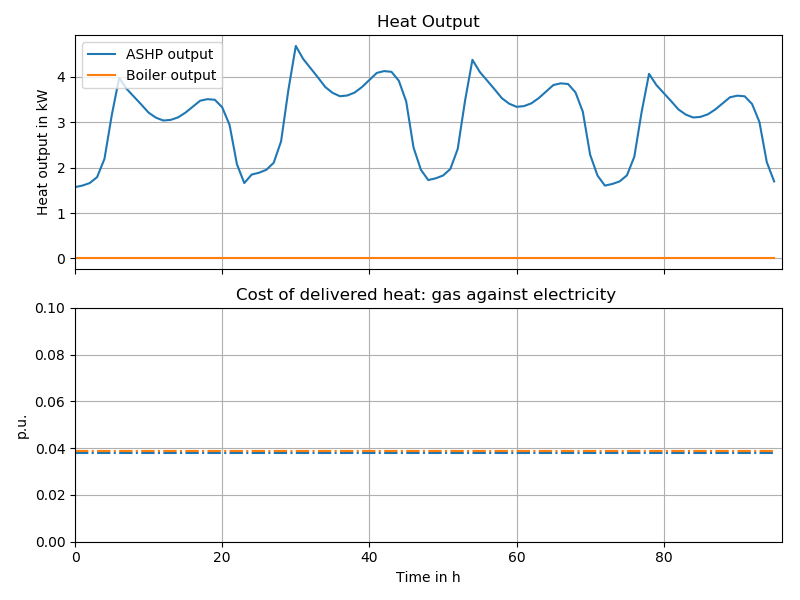 Heat Output
ASHP output
Boiler output
Heat output in kW
4
3
2
1
0
Cost of delivered heat: gas against electricity
p.u.
0.10
0.08
0.06
0.04
0.02
0.00
0 20 40 60 80
Time in h